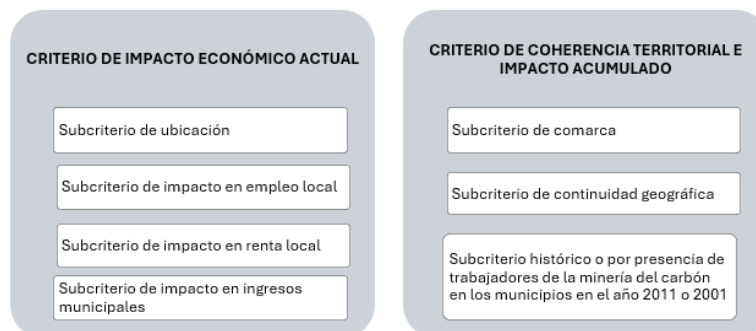 CRITERIO DE IMPACTO ECONÓMICO ACTUAL
Subcriterio de ubicación
Subcriterio de impacto en empleo local
Subcriterio de impacto en renta local
Subcriterio de impacto en ingresos
municipales
CRITERIO DE COHERENCIA TERRITORIAL E
IMPACTO ACUMULADO
Subcriterio de comarca
Subcriterio de continuidad geográfica
Subcriterio histórico o por presencia de
trabajadores de la minería del carbón
en los municipios en el año 2011 o 2001